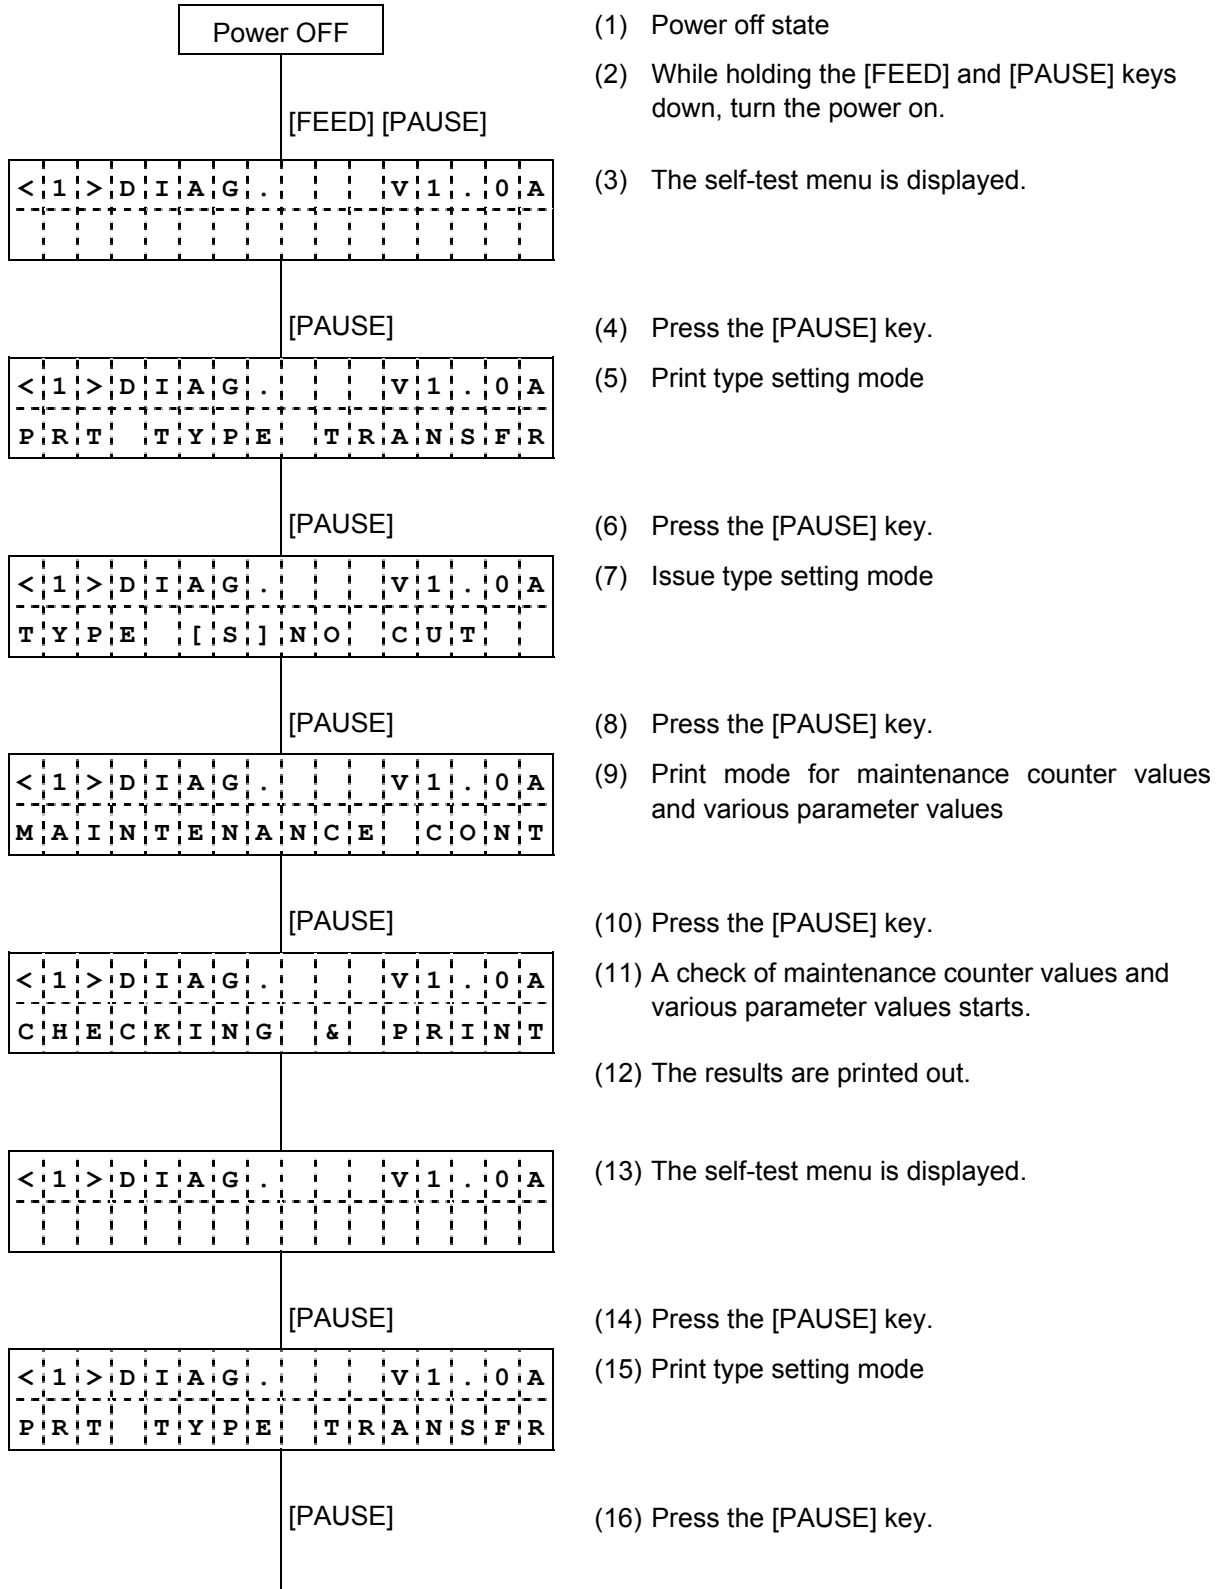 Power OFF
(1) Power off state
(2) While holding the [FEED] and [PAUSE] keys
down, turn the power on.
[FEED] [PAUSE]
<1>DIAG.   V1.0A
(3) The self-test menu is displayed.
[PAUSE]
(4) Press the [PAUSE] key.
<1>DIAG.   V1.0A
PRT TYPE TRANSFR
(5) Print type setting mode
[PAUSE]
(6) Press the [PAUSE] key.
<1>DIAG.   V1.0A
TYPE [S]NO CUT
(7) Issue type setting mode
[PAUSE]
(8) Press the [PAUSE] key.
<1>DIAG.   V1.0A
MAINTENANCE CONT
(9) Print mode for maintenance counter values
and various parameter values
[PAUSE]
(10) Press the [PAUSE] key.
<1>DIAG.   V1.0A
CHECKING & PRINT
(11) A check of maintenance counter values and
various parameter values starts.
(12) The results are printed out.
<1>DIAG.   V1.0A
(13) The self-test menu is displayed.
[PAUSE]
(14) Press the [PAUSE] key.
<1>DIAG.   V1.0A
PRT TYPE TRANSFR
(15) Print type setting mode
[PAUSE]
(16) Press the [PAUSE] key.